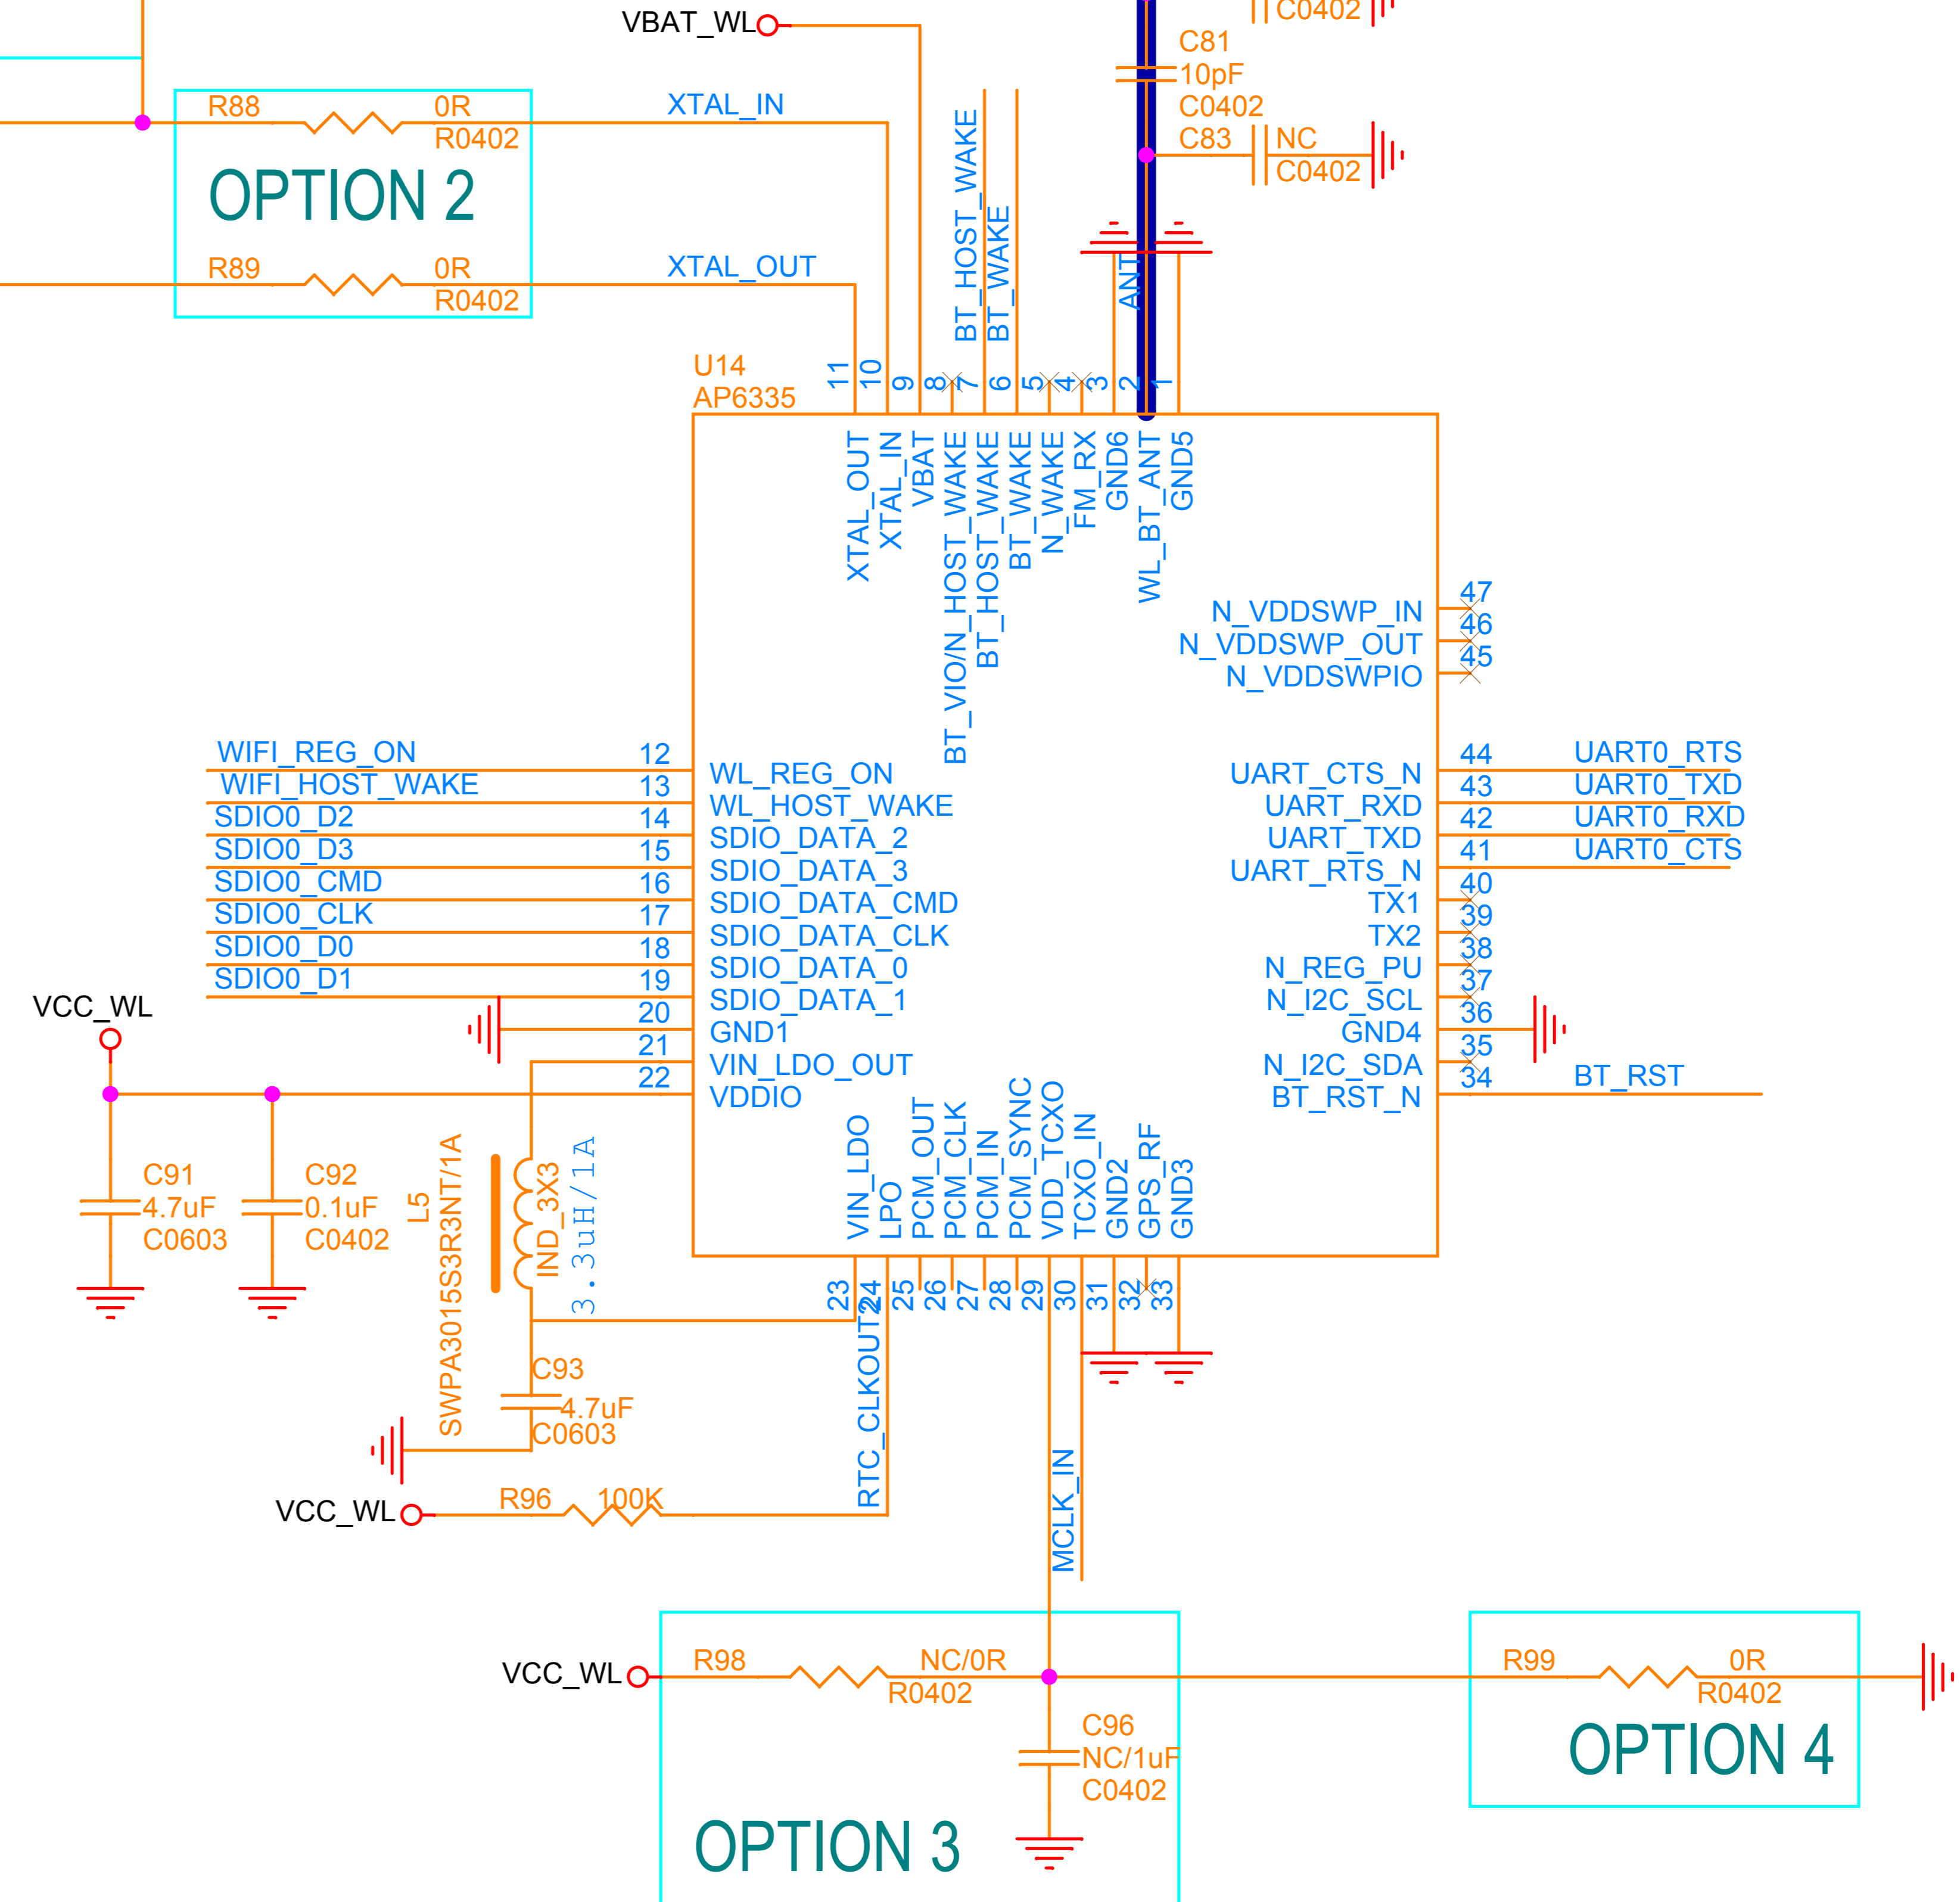 VBAT_WL
C0402
C81
10pF
C0402
C83
NC
C0402
R88
0R
R0402
XTAL_IN
OPTION 2
R89
0R
R0402
XTAL_OUT
BT_HOST_WAKE
BT_WAKE
ANT
U14
AP6335
11
10
9
8
7
6
5
4
3
2
1
XTAL_OUT
XTAL_IN
VBAT
BT_VIO/N_HOST_WAKE
BT_HOST_WAKE
BT_WAKE
N_WAKE
FM_RX
GND6
WL_BT_ANT
GND5
N_VDDSWP_IN
47
N_VDDSWP_OUT
46
N_VDDSWPIO
45
WIFI_REG_ON
12
WL_REG_ON
WIFI_HOST_WAKE
13
WL_HOST_WAKE
SDIO0_D2
14
SDIO_DATA_2
SDIO0_D3
15
SDIO_DATA_3
SDIO0_CMD
16
SDIO_DATA_CMD
SDIO0_CLK
17
SDIO_DATA_CLK
SDIO0_D0
18
SDIO_DATA_0
SDIO0_D1
19
SDIO_DATA_1
20
GND1
21
VIN_LDO_OUT
22
VDDIO
UART_CTS_N
44
UART0_RTS
UART_RXD
43
UART0_TXD
UART_TXD
42
UART0_RXD
UART_RTS_N
41
UART0_CTS
TX1
40
TX2
39
N_REG_PU
38
N_I2C_SCL
37
GND4
36
N_I2C_SDA
35
BT_RST_N
34
BT_RST
VCC_WL
C91
4.7uF
C0603
C92
0.1uF
C0402
L5
SWPA3015S3R3NT/1A
IND_3X3
3.3uH/1A
VIN_LDO
LPO
PCM_OUT
PCM_CLK
PCM_IN
PCM_SYNC
VDD_TCXO
TCXO_IN
GND2
GPS_RF
GND3
23
24
25
26
27
28
29
30
31
32
33
C93
4.7uF
C0603
RTC_CLKOUT2
MCLK_IN
VCC_WL
R96
100K
VCC_WL
R98
NC/0R
R0402
C96
NC/1uF
C0402
OPTION 3
R99
0R
R0402
OPTION 4